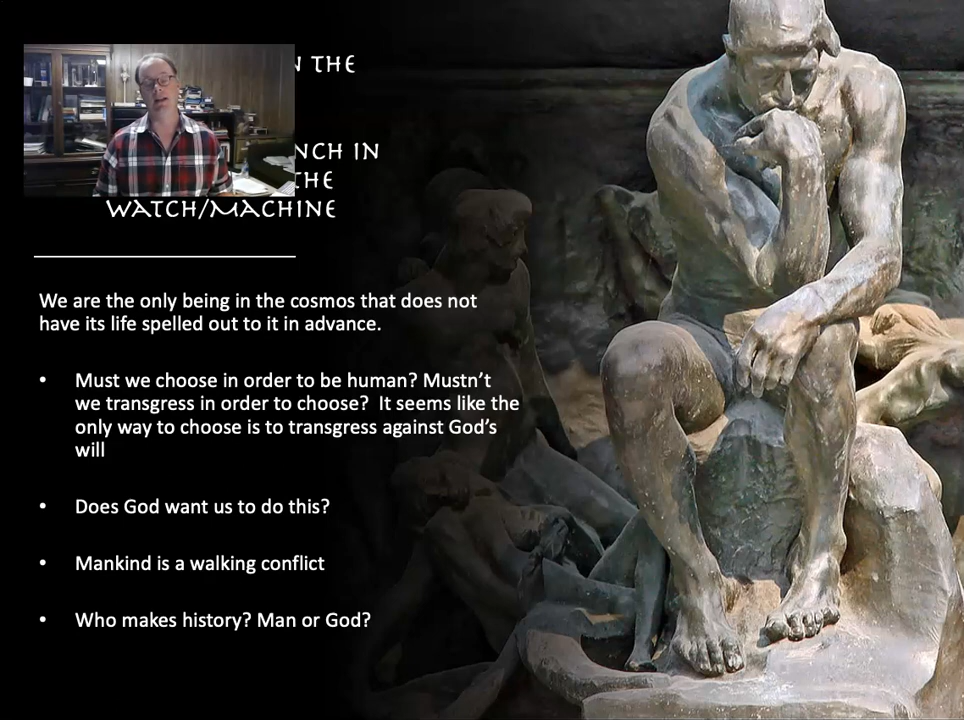 THE
NCH IN
THE
WATCH/MACHINE
We are the only being in the cosmos that does not
have its life spelled out to it in advance.
• Must we choose in order to be human? Mustn't
we transgress in order to choose?  It seems like the
only way to choose is to transgress against God's
will
• Does God want us to do this?
• Mankind is a walking conflict
• Who makes history? Man or God?